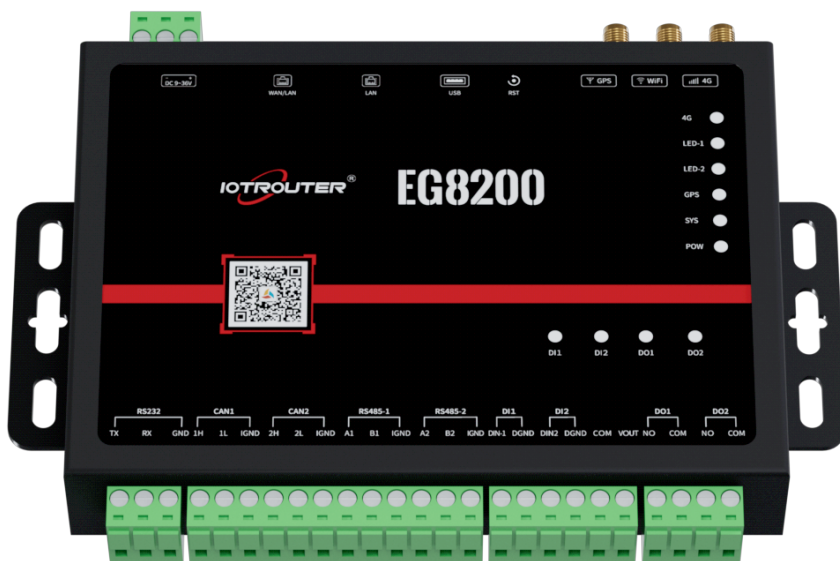 DC 9~30V
WAN/LAN
LAN
USB
RST
GPS
WiFi
4G
4G
LED-1
LED-2
GPS
SYS
POW
IOTROUTER®
EG8200
DI1 DI2 DO1 DO2
RS232 CAN1 CAN2 RS485-1 RS485-2 DI1 DI2 DO1 DO2
TX RX GND 1H 1L IGND 2H 2L IGND A1 B1 IGND A2 B2 IGND DIN-1 DGND DIN2 DGND COM VOUT NO COM NO COM